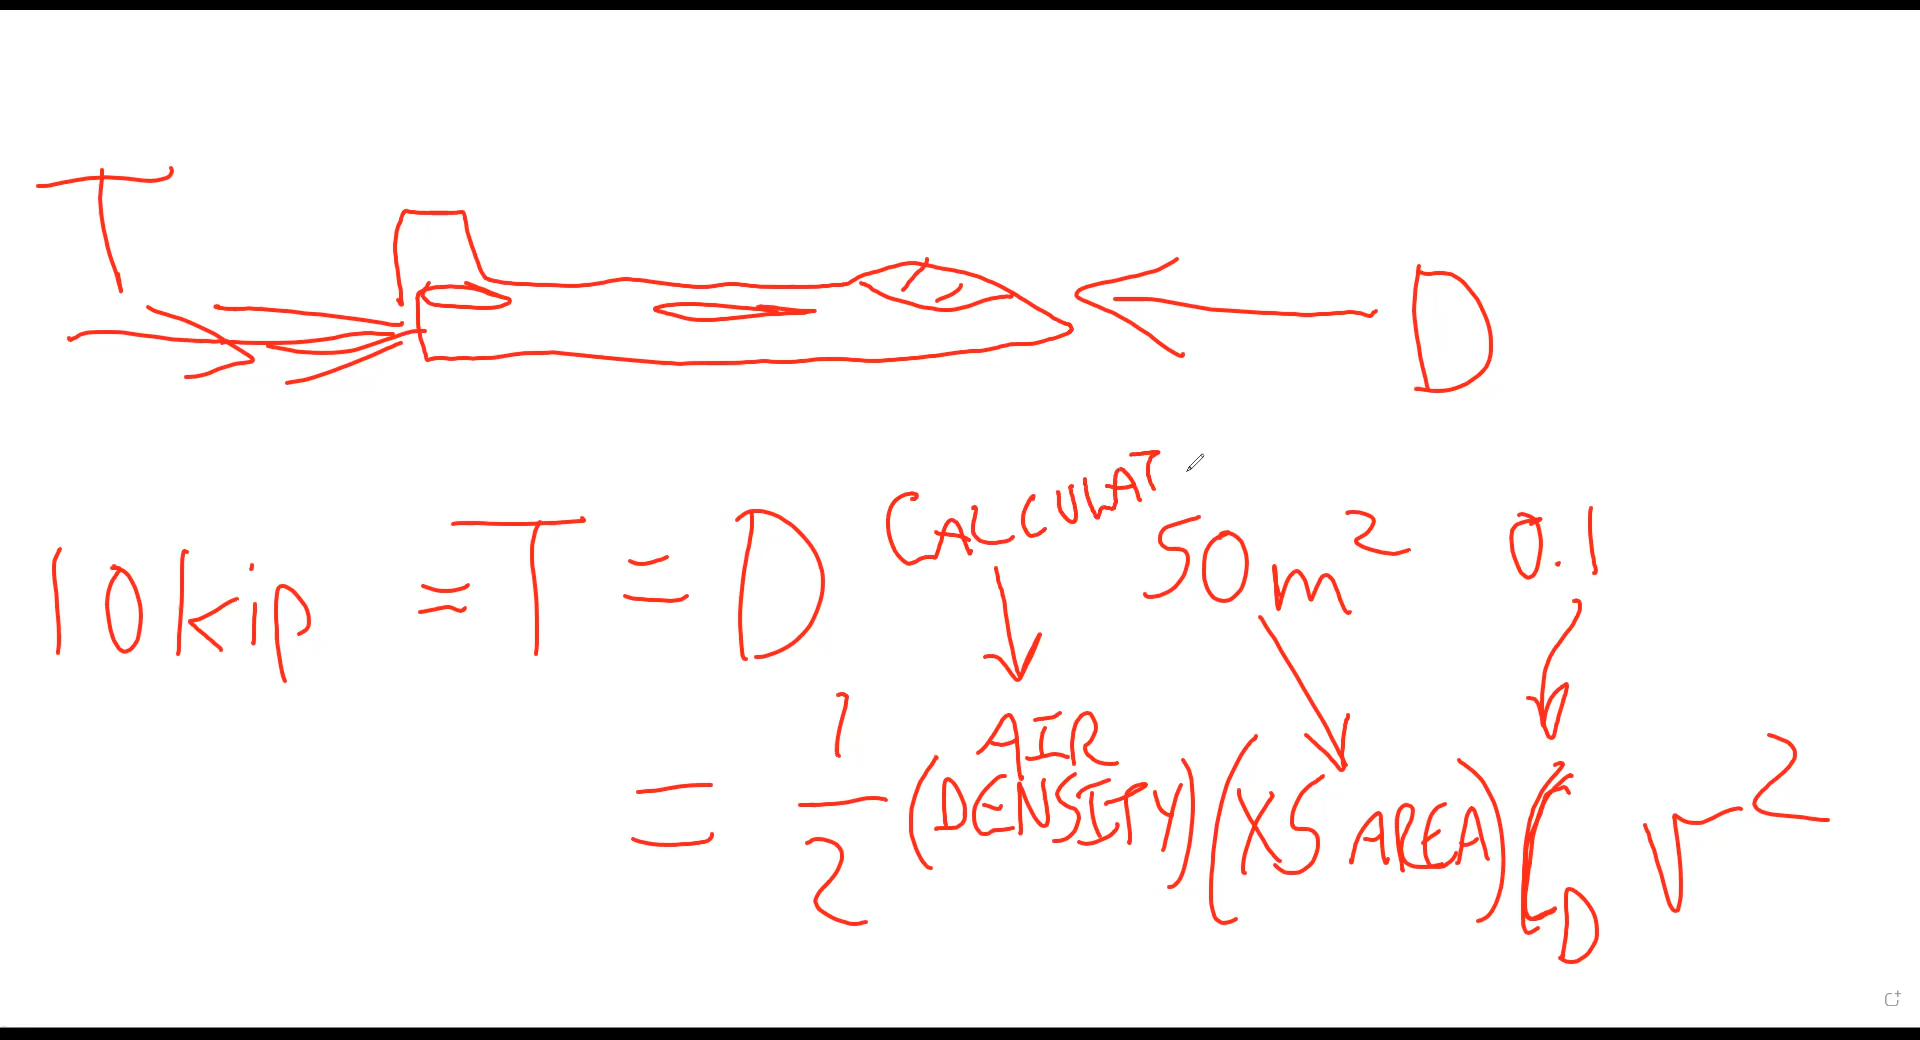 T
D
CALCULAT
10kip = T = D
50m² 0.1
= 1/2 (AIR DENSITY)(XS AREA) C_D V²